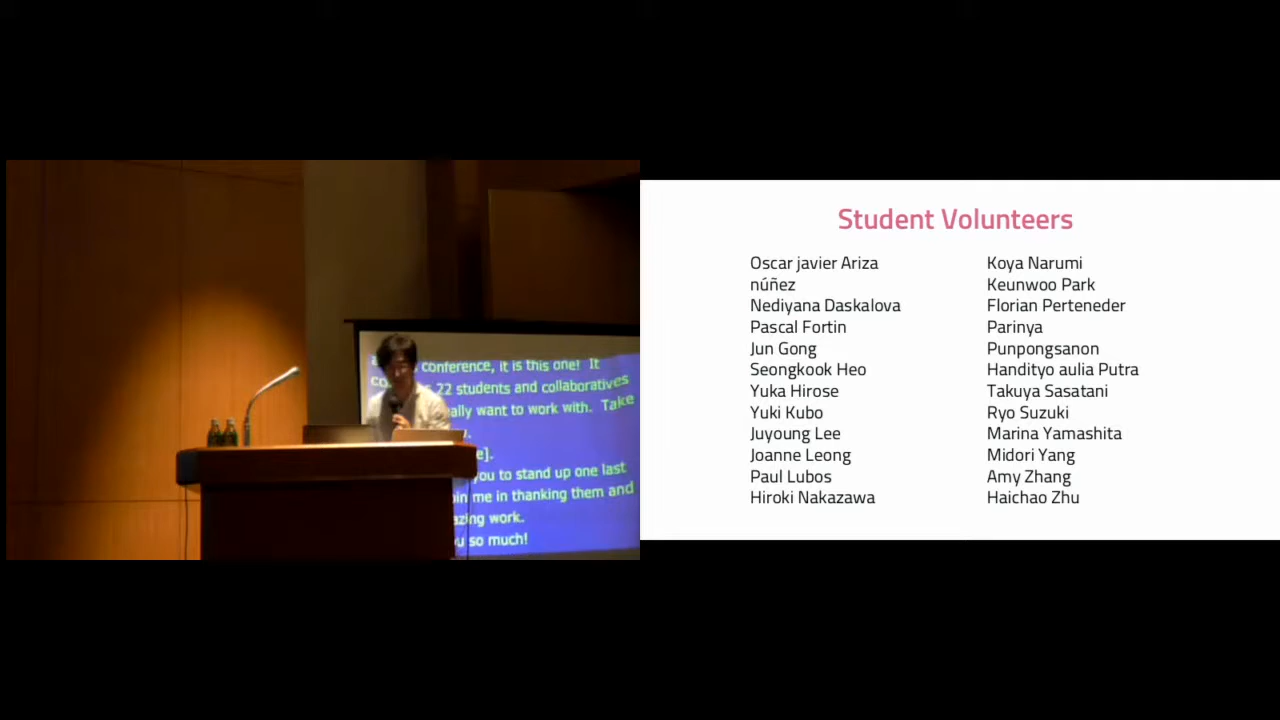 conference, it is this one! It
22 students and collaboratives
really want to work with. Take
you to stand up one last
me in thanking them and
work.
so much!
Student Volunteers
Oscar javier Ariza
núñez
Nediyana Daskalova
Pascal Fortin
Jun Gong
Seongkook Heo
Yuka Hirose
Yuki Kubo
Juyoung Lee
Joanne Leong
Paul Lubos
Hiroki Nakazawa
Koya Narumi
Keunwoo Park
Florian Perteneder
Parinya
Punpongsanon
Handityo aulia Putra
Takuya Sasatani
Ryo Suzuki
Marina Yamashita
Midori Yang
Amy Zhang
Haichao Zhu